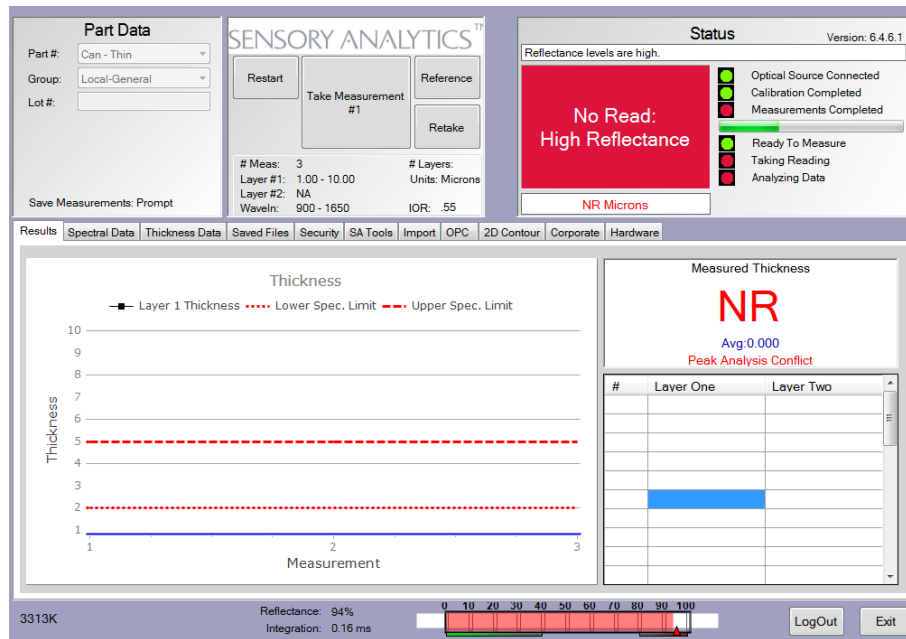 Part Data
Part#: Can - Thin
Group: Local-General
Lot#:
Save Measurements: Prompt
SENSORY ANALYTICS™
Restart
Take Measurement
#1
Reference
Retake
# Meas: 3 # Layers:
Layer #1: 1.00 - 10.00 Units: Microns
Layer #2: NA
Waveln: 900 - 1650 IOR: .55
Status
Version: 6.4.6.1
Reflectance levels are high.
No Read:
High Reflectance
NR Microns
Optical Source Connected
Calibration Completed
Measurements Completed
Ready To Measure
Taking Reading
Analyzing Data
Results Spectral Data Thickness Data Saved Files Security SA Tools Import OPC 2D Contour Corporate Hardware
Thickness
Layer 1 Thickness Lower Spec. Limit Upper Spec. Limit
10
9
8
7
6
5
4
3
2
1
Thickness
1 2 3
Measurement
Measured Thickness
NR
Avg:0.000
Peak Analysis Conflict
# Layer One Layer Two
3313K
Reflectance: 94%
Integration: 0.16 ms
0 10 20 30 40 50 60 70 80 90 100
LogOut
Exit